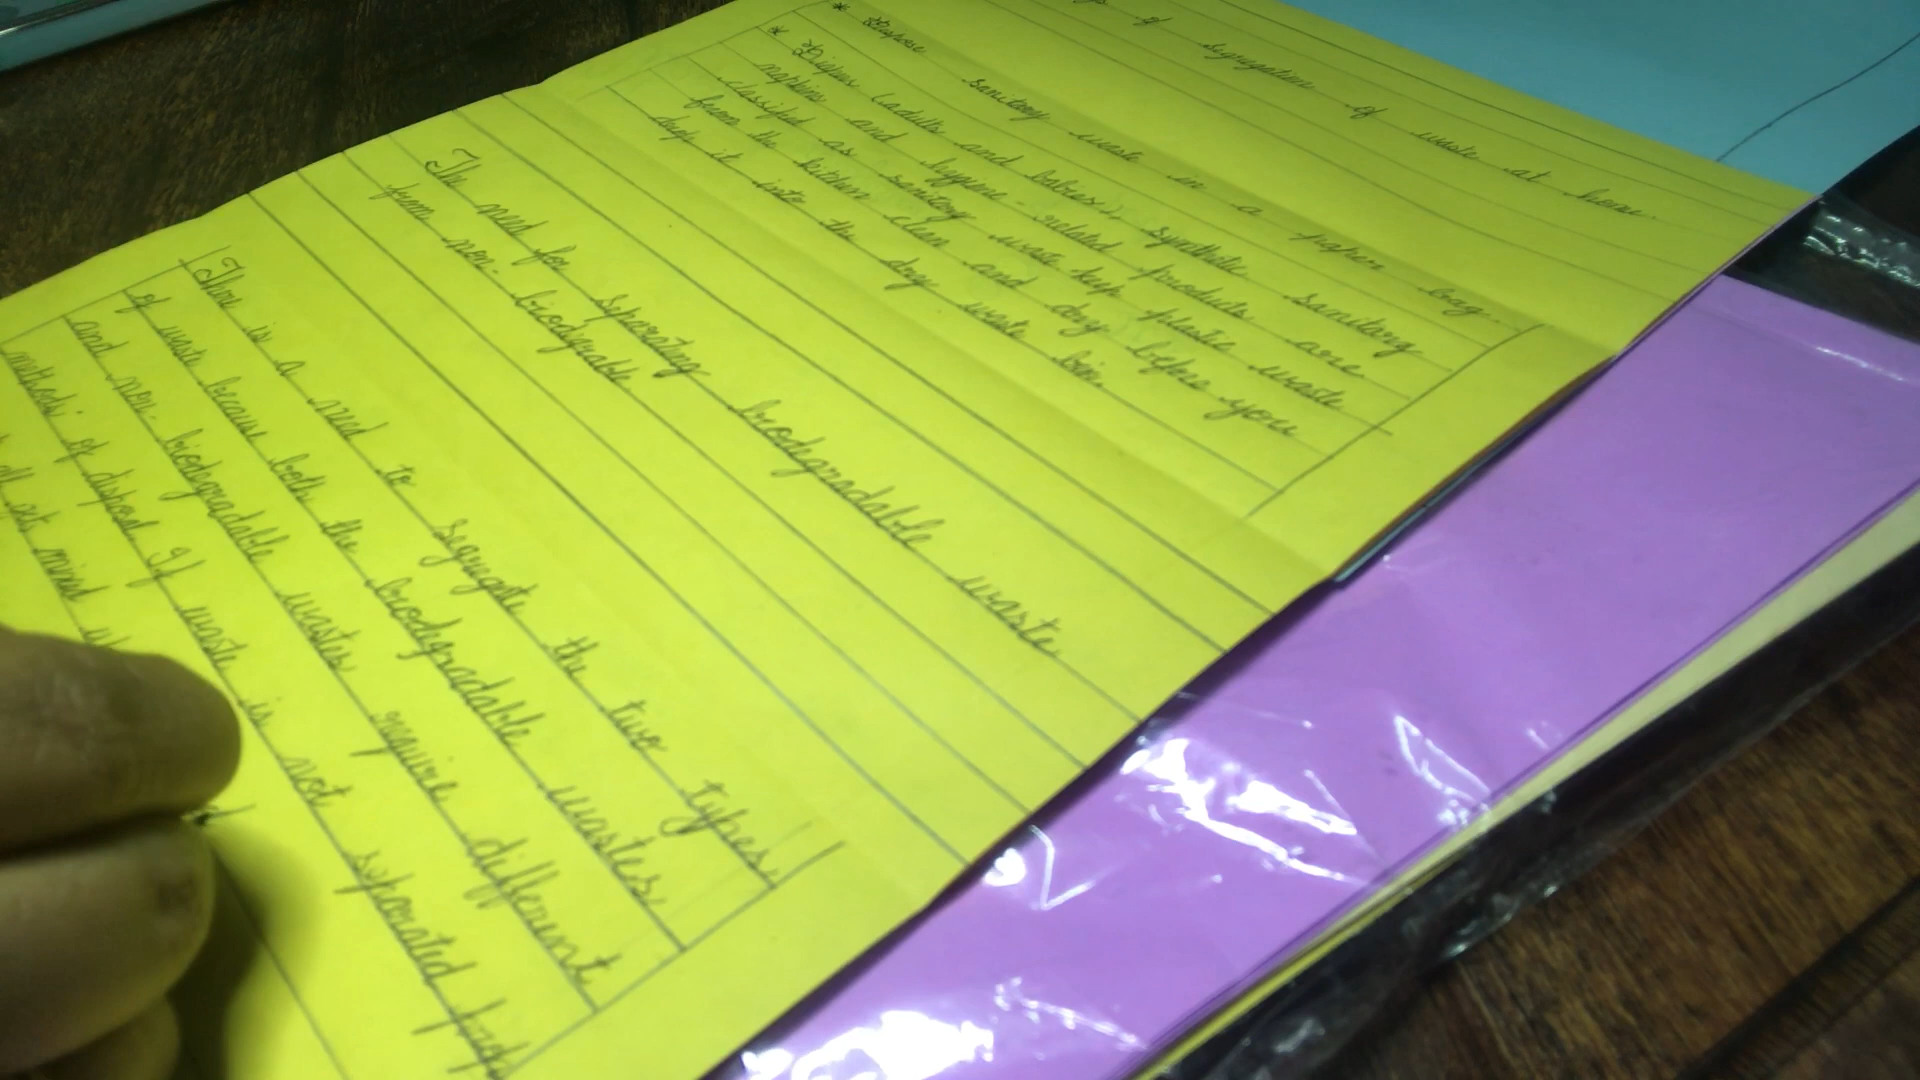 of segregation of waste at home.
* Dispose sanitary waste in a paper bag.
* Diapers (adults and babies), synthetic sanitary
napkins and hygiene-related products are
classified as sanitary waste keep plastic waste
from the kitchen clean and dry before you
drop it into the dry waste bin.
The need for separating biodegradable waste
from non-biodegrable
There is a need to segregate the two types
of waste because both the biodegradable wastes
and non-biodegradable wastes require different
methods of disposal If waste is not separated
all gets mixed